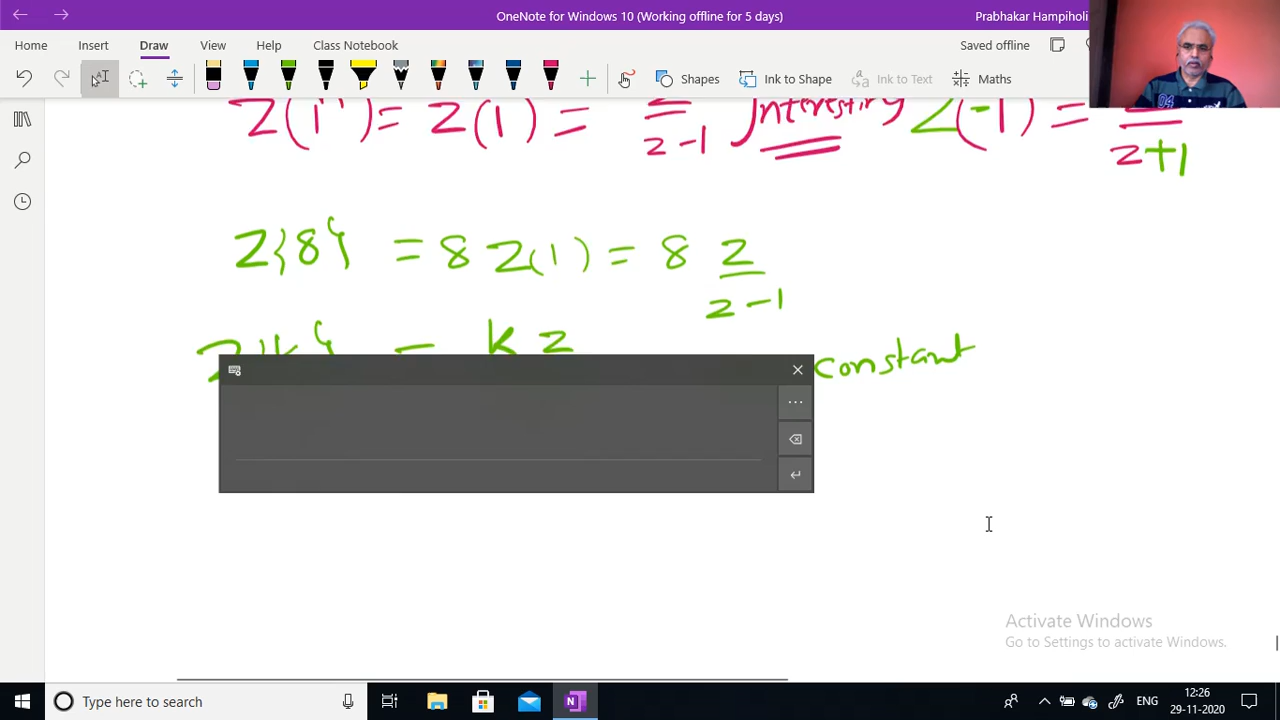 OneNote for Windows 10 (Working offline for 5 days)
Prabhakar Hampiholi
Home Insert Draw View Help Class Notebook
Saved offline
Shapes Ink to Shape Ink to Text Maths
Z(1ⁿ) = Z(1) = z/z-1 Interesting Z(-1) = z/z+1
Z{8} = 8 Z(1) = 8 z/z-1
Z{k} = kz constant
Activate Windows
Go to Settings to activate Windows.
Type here to search
ENG
12:26
29-11-2020